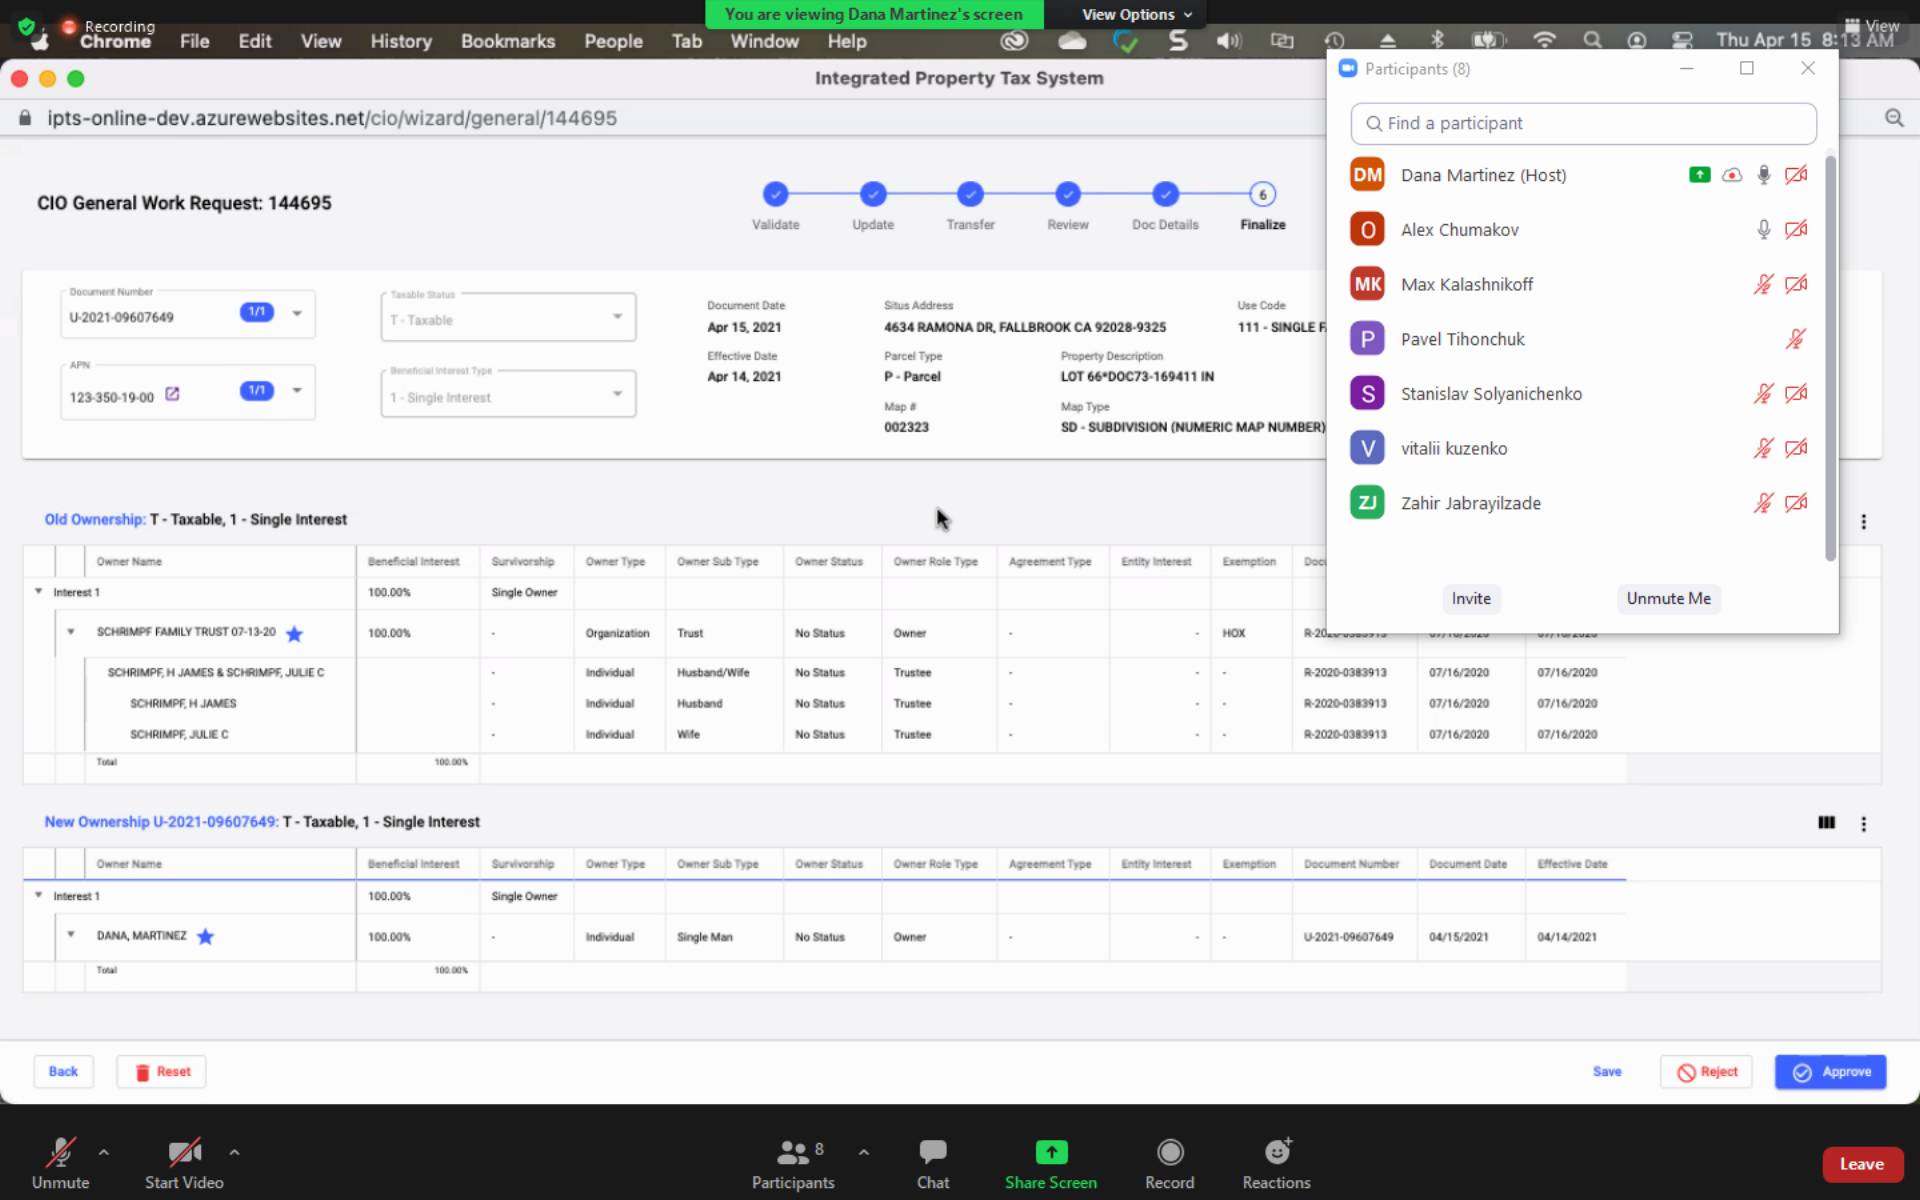 Recording
You are viewing Dana Martinez's screen
View Options
View
Chrome File Edit View History Bookmarks People Tab Window Help
Thu Apr 15 8:13 AM
Integrated Property Tax System
ipts-online-dev.azurewebsites.net/cio/wizard/general/144695
Participants (8)
Find a participant
DM Dana Martinez (Host)
O Alex Chumakov
MK Max Kalashnikoff
P Pavel Tihonchuk
S Stanislav Solyanichenko
V vitalii kuzenko
ZJ Zahir Jabrayilzade
Invite Unmute Me
CIO General Work Request: 144695
6
Validate Update Transfer Review Doc Details Finalize
Document Number
U-2021-09607649 1/1
APN
123-350-19-00 1/1
Taxable Status
T - Taxable
Beneficial Interest Type
1 - Single Interest
Document Date
Apr 15, 2021
Effective Date
Apr 14, 2021
Situs Address
4634 RAMONA DR, FALLBROOK CA 92028-9325
Parcel Type
P - Parcel
Map #
002323
Property Description
LOT 66*DOC73-169411 IN
Map Type
SD - SUBDIVISION (NUMERIC MAP NUMBER)
Use Code
111 - SINGLE F
Old Ownership: T - Taxable, 1 - Single Interest
Owner Name Beneficial Interest Survivorship Owner Type Owner Sub Type Owner Status Owner Role Type Agreement Type Entity Interest Exemption Docu
Interest 1 100.00% Single Owner
SCHRIMPF FAMILY TRUST 07-13-20 100.00% - Organization Trust No Status Owner - - HOX R-2020-0383913 07/16/2020 07/16/2020
SCHRIMPF, H JAMES & SCHRIMPF, JULIE C - Individual Husband/Wife No Status Trustee - - - R-2020-0383913 07/16/2020 07/16/2020
SCHRIMPF, H JAMES - Individual Husband No Status Trustee - - - R-2020-0383913 07/16/2020 07/16/2020
SCHRIMPF, JULIE C - Individual Wife No Status Trustee - - - R-2020-0383913 07/16/2020 07/16/2020
Total 100.00%
New Ownership U-2021-09607649: T - Taxable, 1 - Single Interest
Owner Name Beneficial Interest Survivorship Owner Type Owner Sub Type Owner Status Owner Role Type Agreement Type Entity Interest Exemption Document Number Document Date Effective Date
Interest 1 100.00% Single Owner
DANA, MARTINEZ 100.00% - Individual Single Man No Status Owner - - - U-2021-09607649 04/15/2021 04/14/2021
Total 100.00%
Back Reset Save Reject Approve
8
Unmute Start Video Participants Chat Share Screen Record Reactions Leave